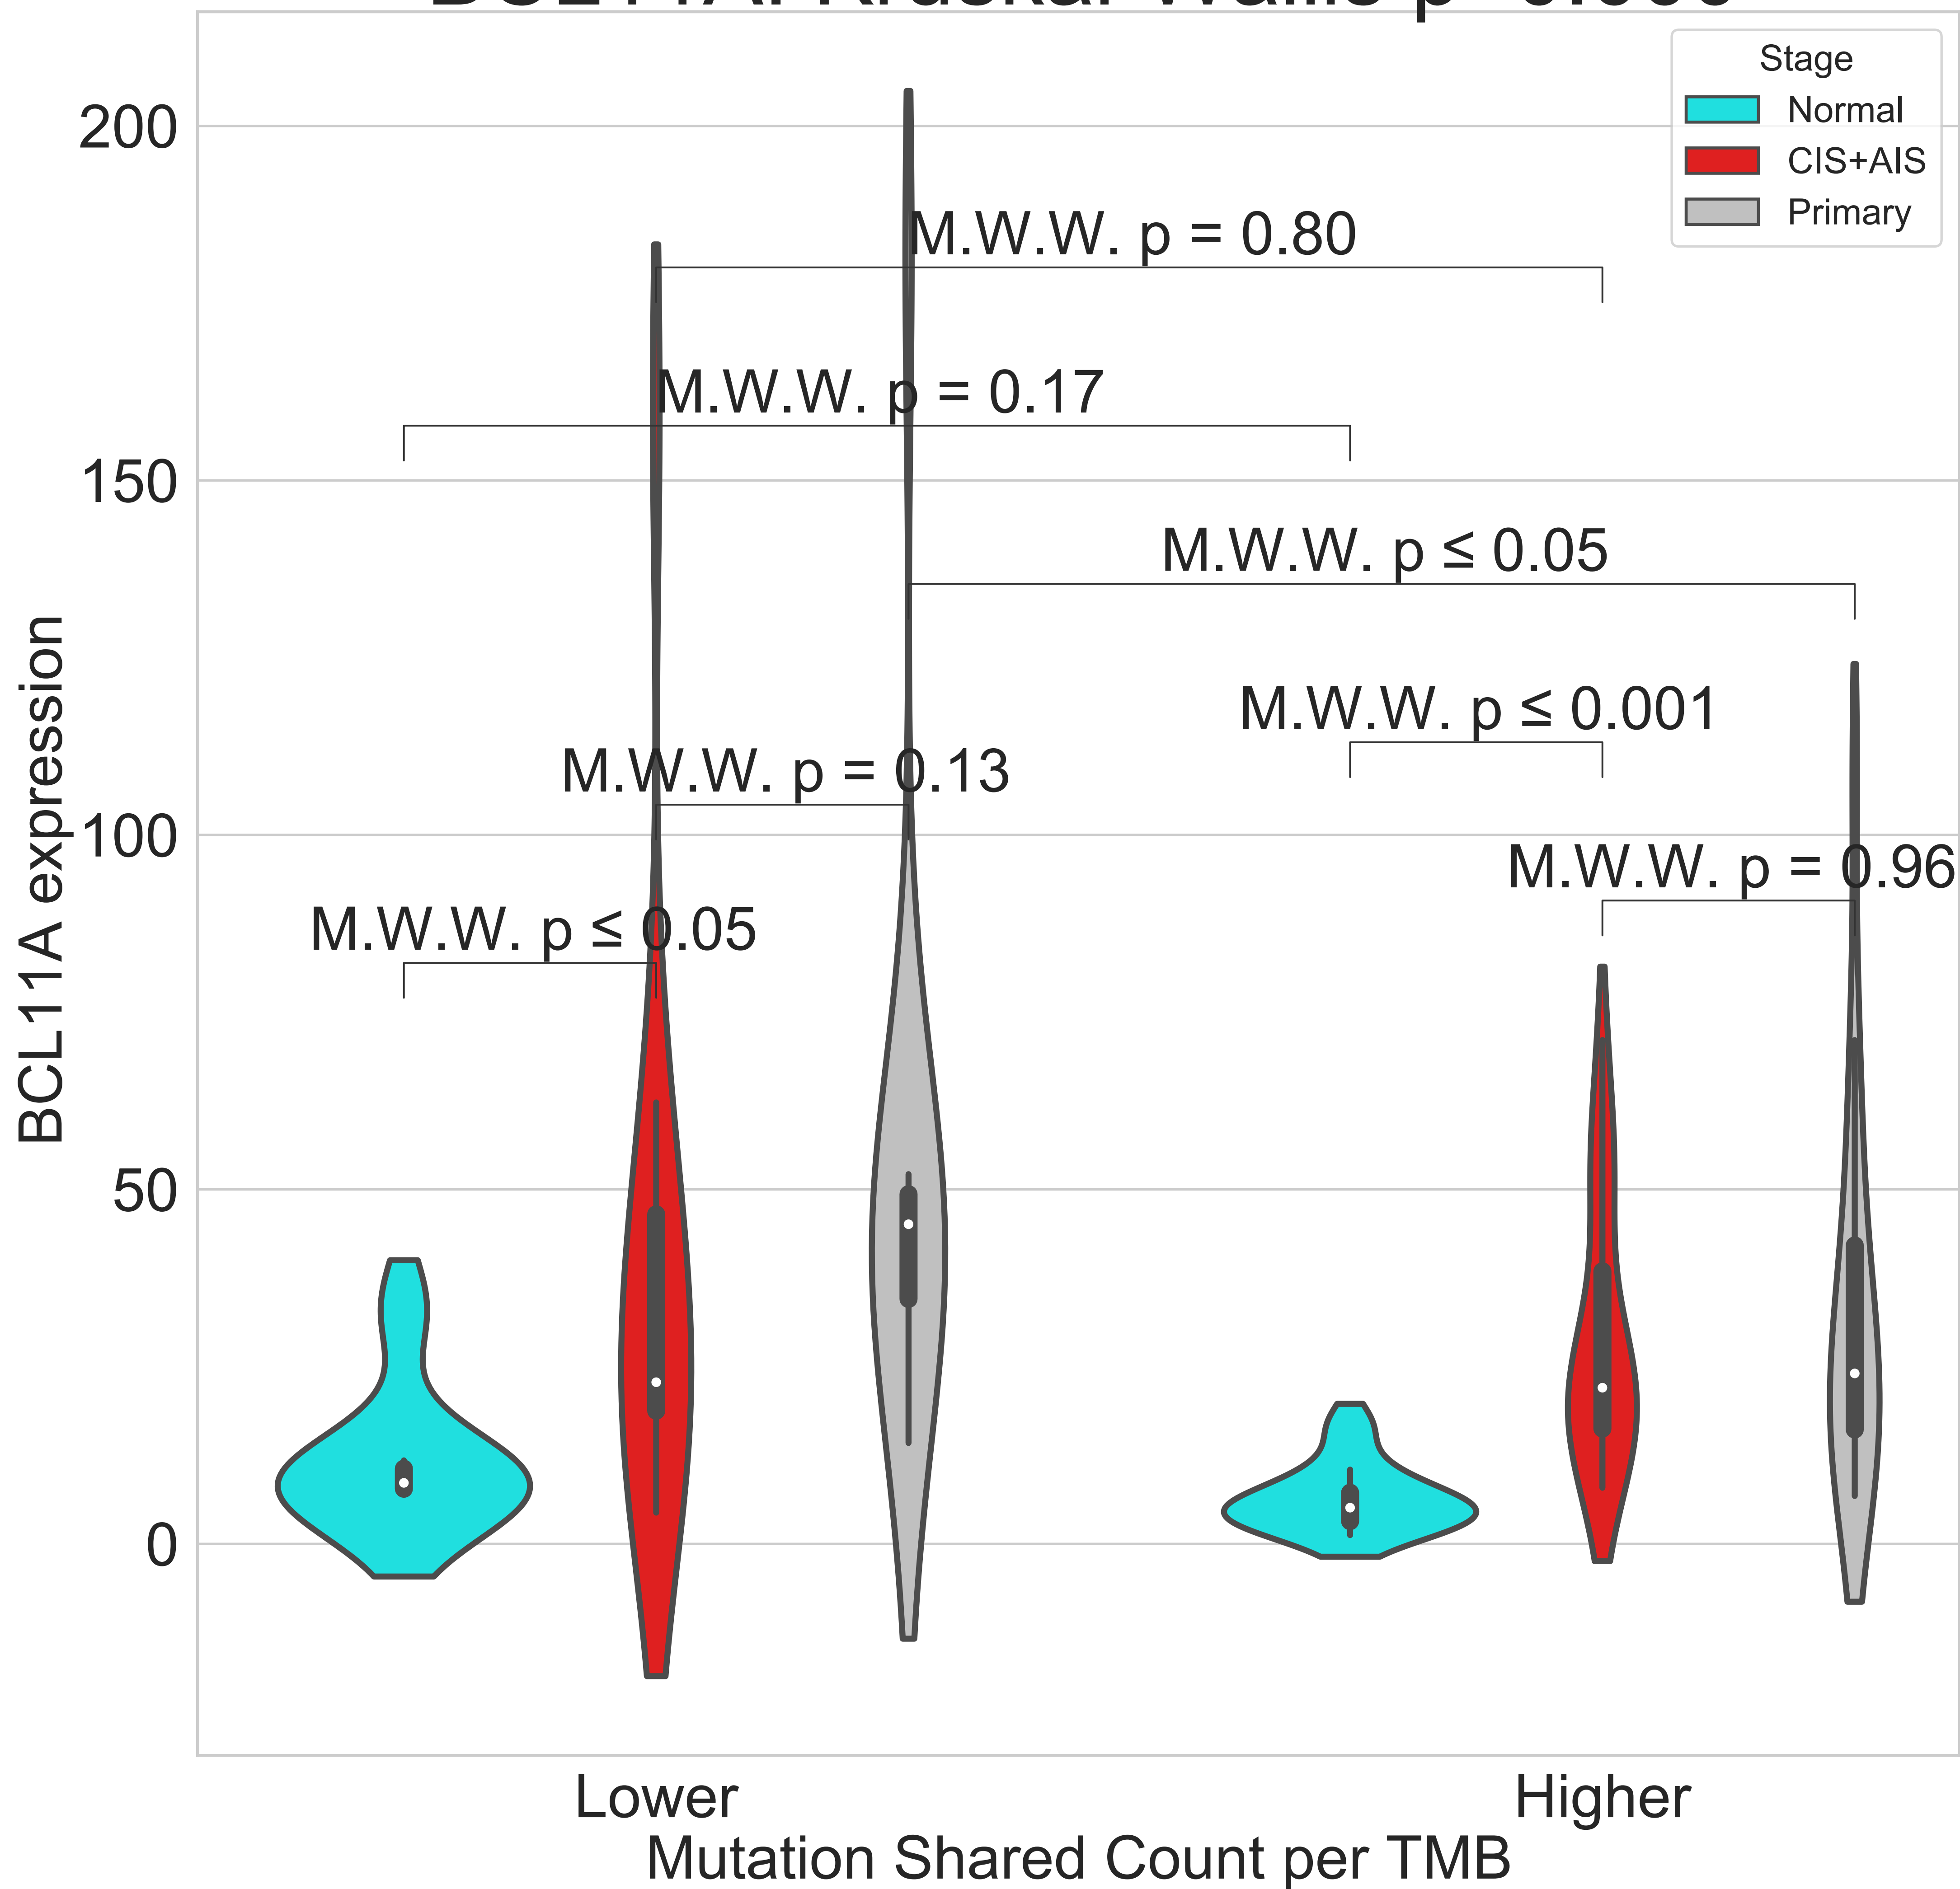 Stage
Normal
CIS+AIS
Primary
200
150
100
50
0
BCL11A expression
M.W.W. p = 0.80
M.W.W. p = 0.17
M.W.W. p ≤ 0.05
M.W.W. p ≤ 0.001
M.W.W. p = 0.13
M.W.W. p = 0.96
M.W.W. p ≤ 0.05
Lower
Higher
Mutation Shared Count per TMB